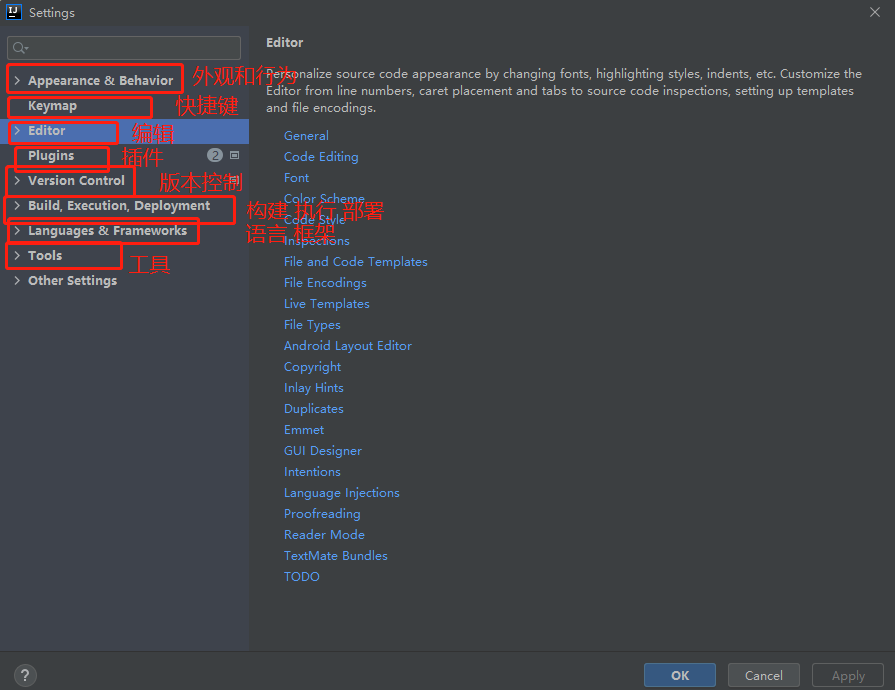 Settings
Appearance & Behavior 外观和行为
Keymap 快捷键
Editor 编辑
Plugins 插件 2
Version Control 版本控制
Build, Execution, Deployment 构建 执行 部署
Languages & Frameworks 语言 框架
Tools 工具
Other Settings
Editor
Personalize source code appearance by changing fonts, highlighting styles, indents, etc. Customize the
Editor from line numbers, caret placement and tabs to source code inspections, setting up templates
and file encodings.
General
Code Editing
Font
Color Scheme
Code Style
Inspections
File and Code Templates
File Encodings
Live Templates
File Types
Android Layout Editor
Copyright
Inlay Hints
Duplicates
Emmet
GUI Designer
Intentions
Language Injections
Proofreading
Reader Mode
TextMate Bundles
TODO
?
OK Cancel Apply